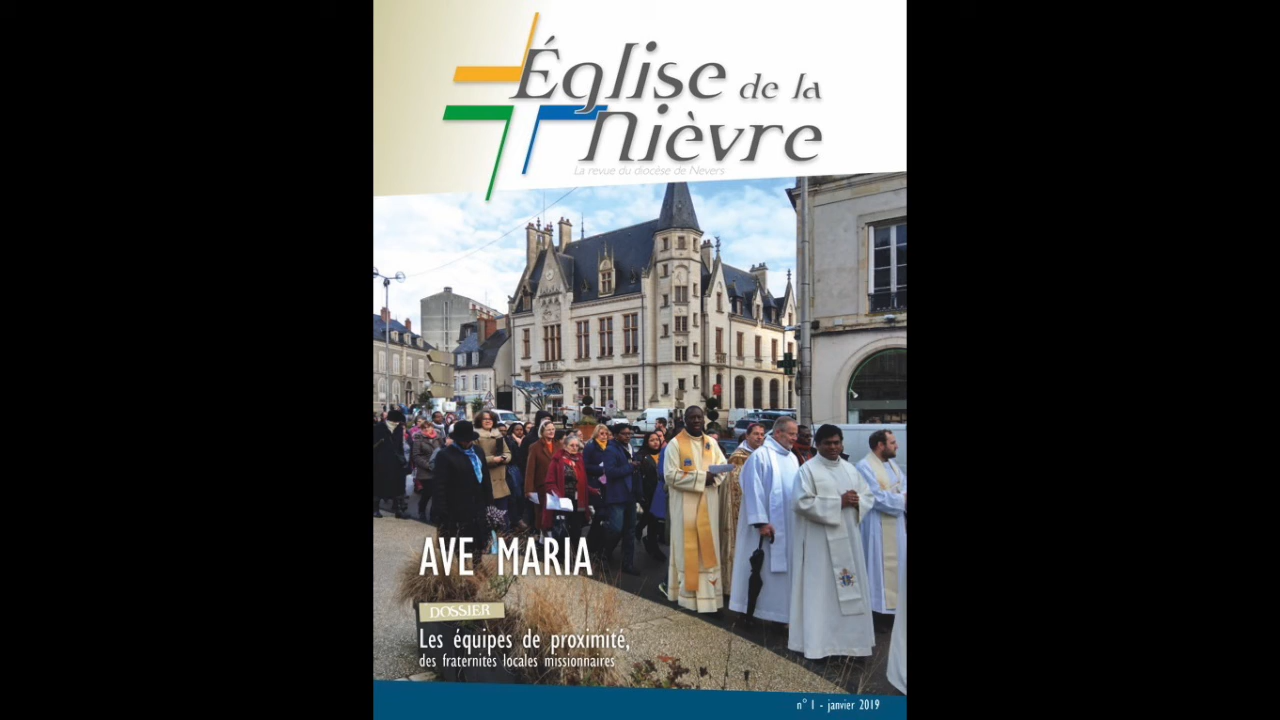 Église de la
Nièvre
La revue du diocèse de Nevers
AVE MARIA
DOSSIER
Les équipes de proximité,
des fraternités locales missionnaires
n° 1 - janvier 2019